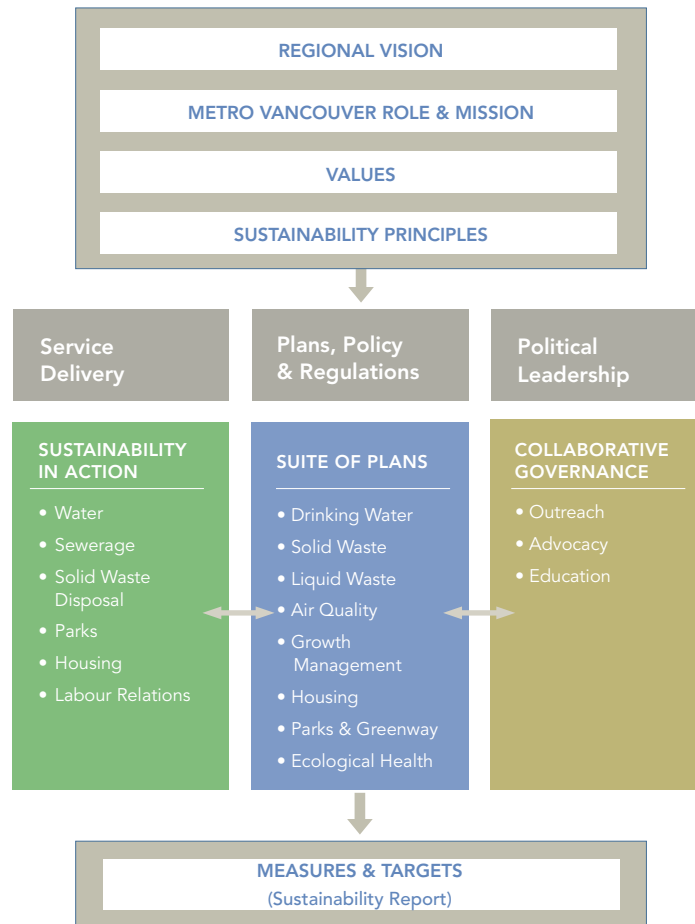 REGIONAL VISION
METRO VANCOUVER ROLE & MISSION
VALUES
SUSTAINABILITY PRINCIPLES
Service
Delivery
Plans, Policy
& Regulations
Political
Leadership
SUSTAINABILITY
IN ACTION
• Water
• Sewerage
• Solid Waste
Disposal
• Parks
• Housing
• Labour Relations
SUITE OF PLANS
• Drinking Water
• Solid Waste
• Liquid Waste
• Air Quality
• Growth
Management
• Housing
• Parks & Greenway
• Ecological Health
COLLABORATIVE
GOVERNANCE
• Outreach
• Advocacy
• Education
MEASURES & TARGETS
(Sustainability Report)